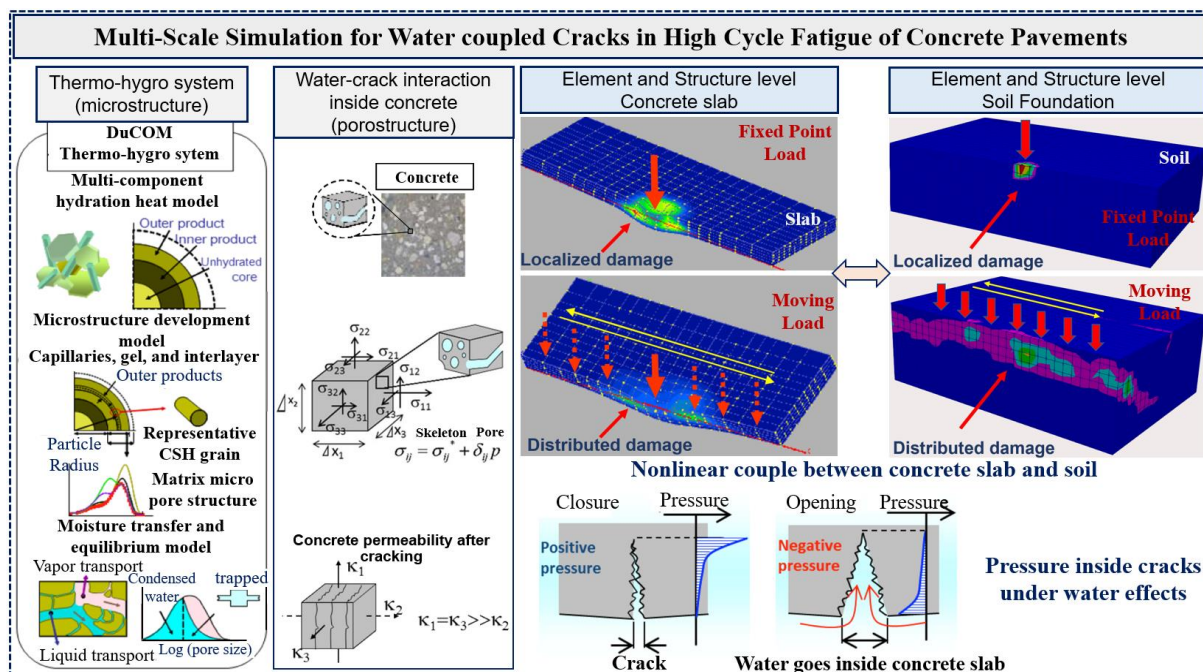 Multi-Scale Simulation for Water coupled Cracks in High Cycle Fatigue of Concrete Pavements
Thermo-hygro system
(microstructure)
DuCOM
Thermo-hygro sytem
Multi-component
hydration heat model
Outer product
Inner product
Unhydrated
core
Microstructure development
model
Capillaries, gel, and interlayer
Outer products
Particle
Radius
Representative
CSH grain
Matrix micro
pore structure
Moisture transfer and
equilibrium model
Vapor transport
Condensed
water
trapped
Liquid transport
Log (pore size)
Water-crack interaction
inside concrete
(porostructure)
Concrete
σ22
σ21
σ23
σ12
σ32
σ11
σ13
σ31
σ33
Δx2
Δx3
Δx1
Skeleton Pore
σij = σij* + δij p
Concrete permeability after
cracking
κ1
κ2
κ1=κ3>>κ2
κ3
Element and Structure level
Concrete slab
Fixed Point
Load
Slab
Localized damage
Moving
Load
Distributed damage
Element and Structure level
Soil Foundation
Soil
Fixed Point
Load
Localized damage
Moving
Load
Distributed damage
Nonlinear couple between concrete slab and soil
Closure
Pressure
Positive
pressure
Crack
Opening
Pressure
Negative
pressure
Water goes inside concrete slab
Pressure inside cracks
under water effects